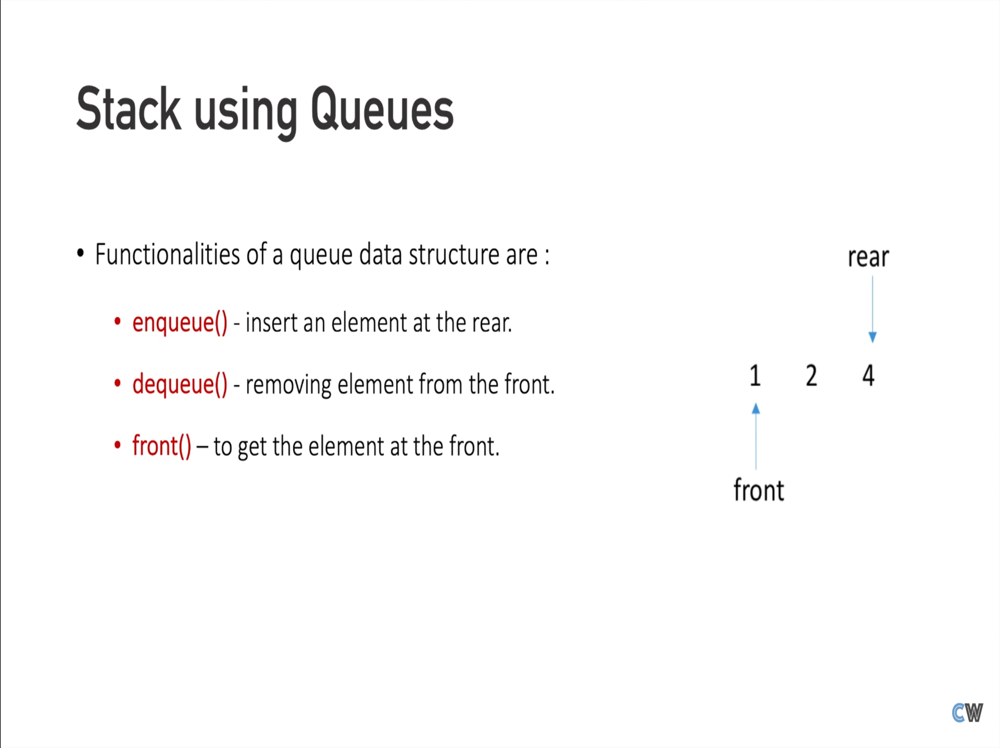 Stack using Queues
• Functionalities of a queue data structure are :
• enqueue() - insert an element at the rear.
• dequeue() - removing element from the front.
• front() – to get the element at the front.
rear
1 2 4
front
CW